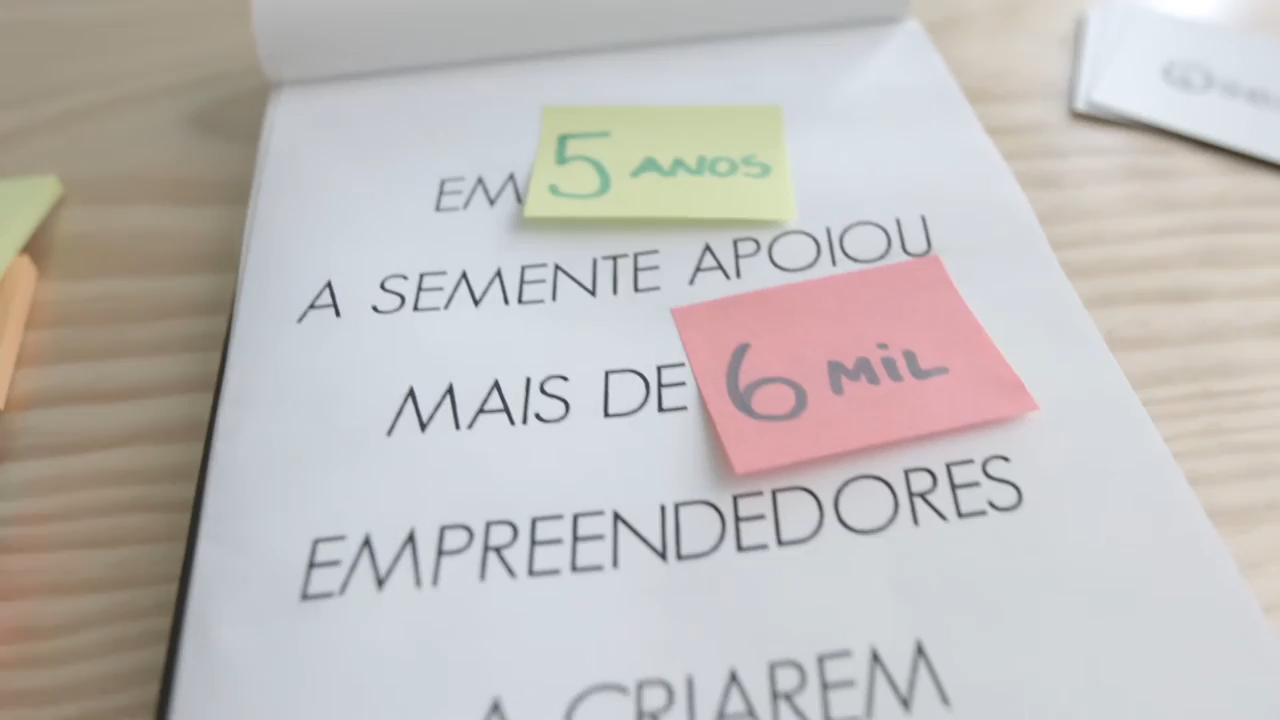 EM 5 ANOS
A SEMENTE APOIOU
MAIS DE 6 MIL
EMPREENDEDORES
A CRIAREM